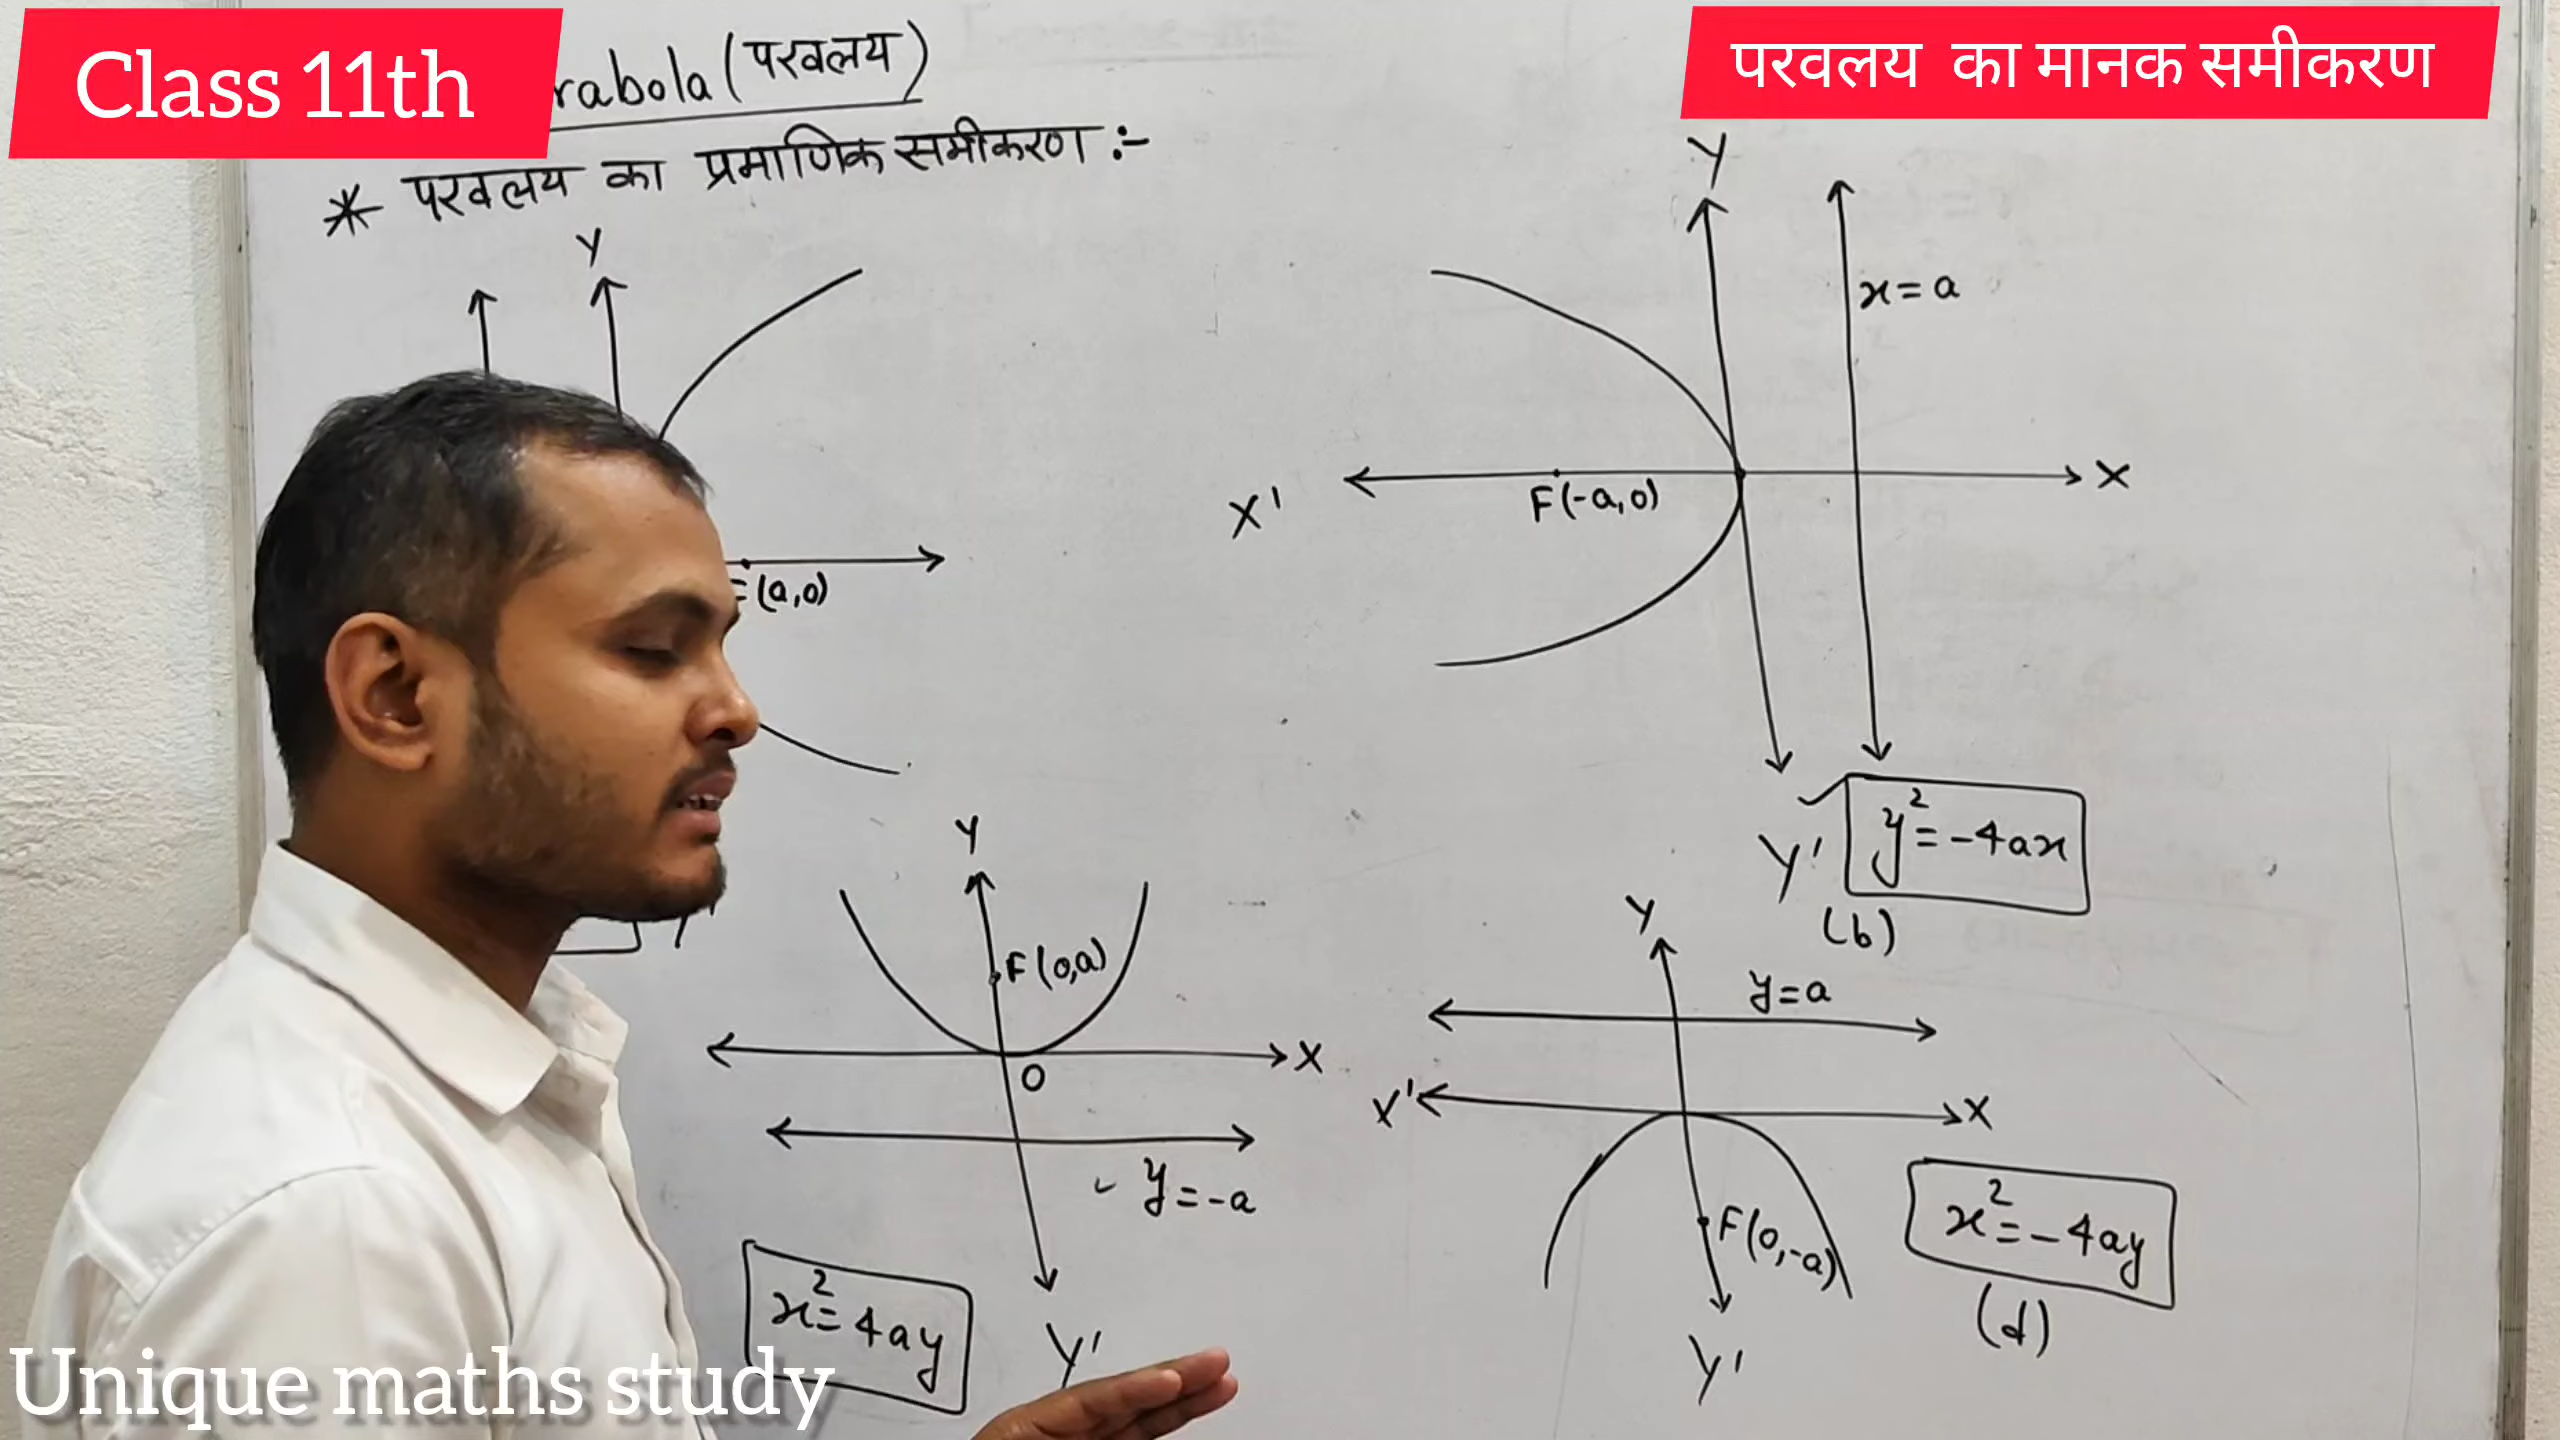 Class 11th
परवलय का मानक समीकरण
rabola (परवलय)
* परवलय का प्रमाणिक समीकरण :-
Y
Y
x = a
X' F(-a,0) X
(a,0)
Y' y² = -4ax
(b)
Y
F(0,a)
X
O
y = -a
x² = 4ay
Y'
Y
y = a
X' X
F(0,-a)
x² = -4ay
(d)
Y'
Unique maths study